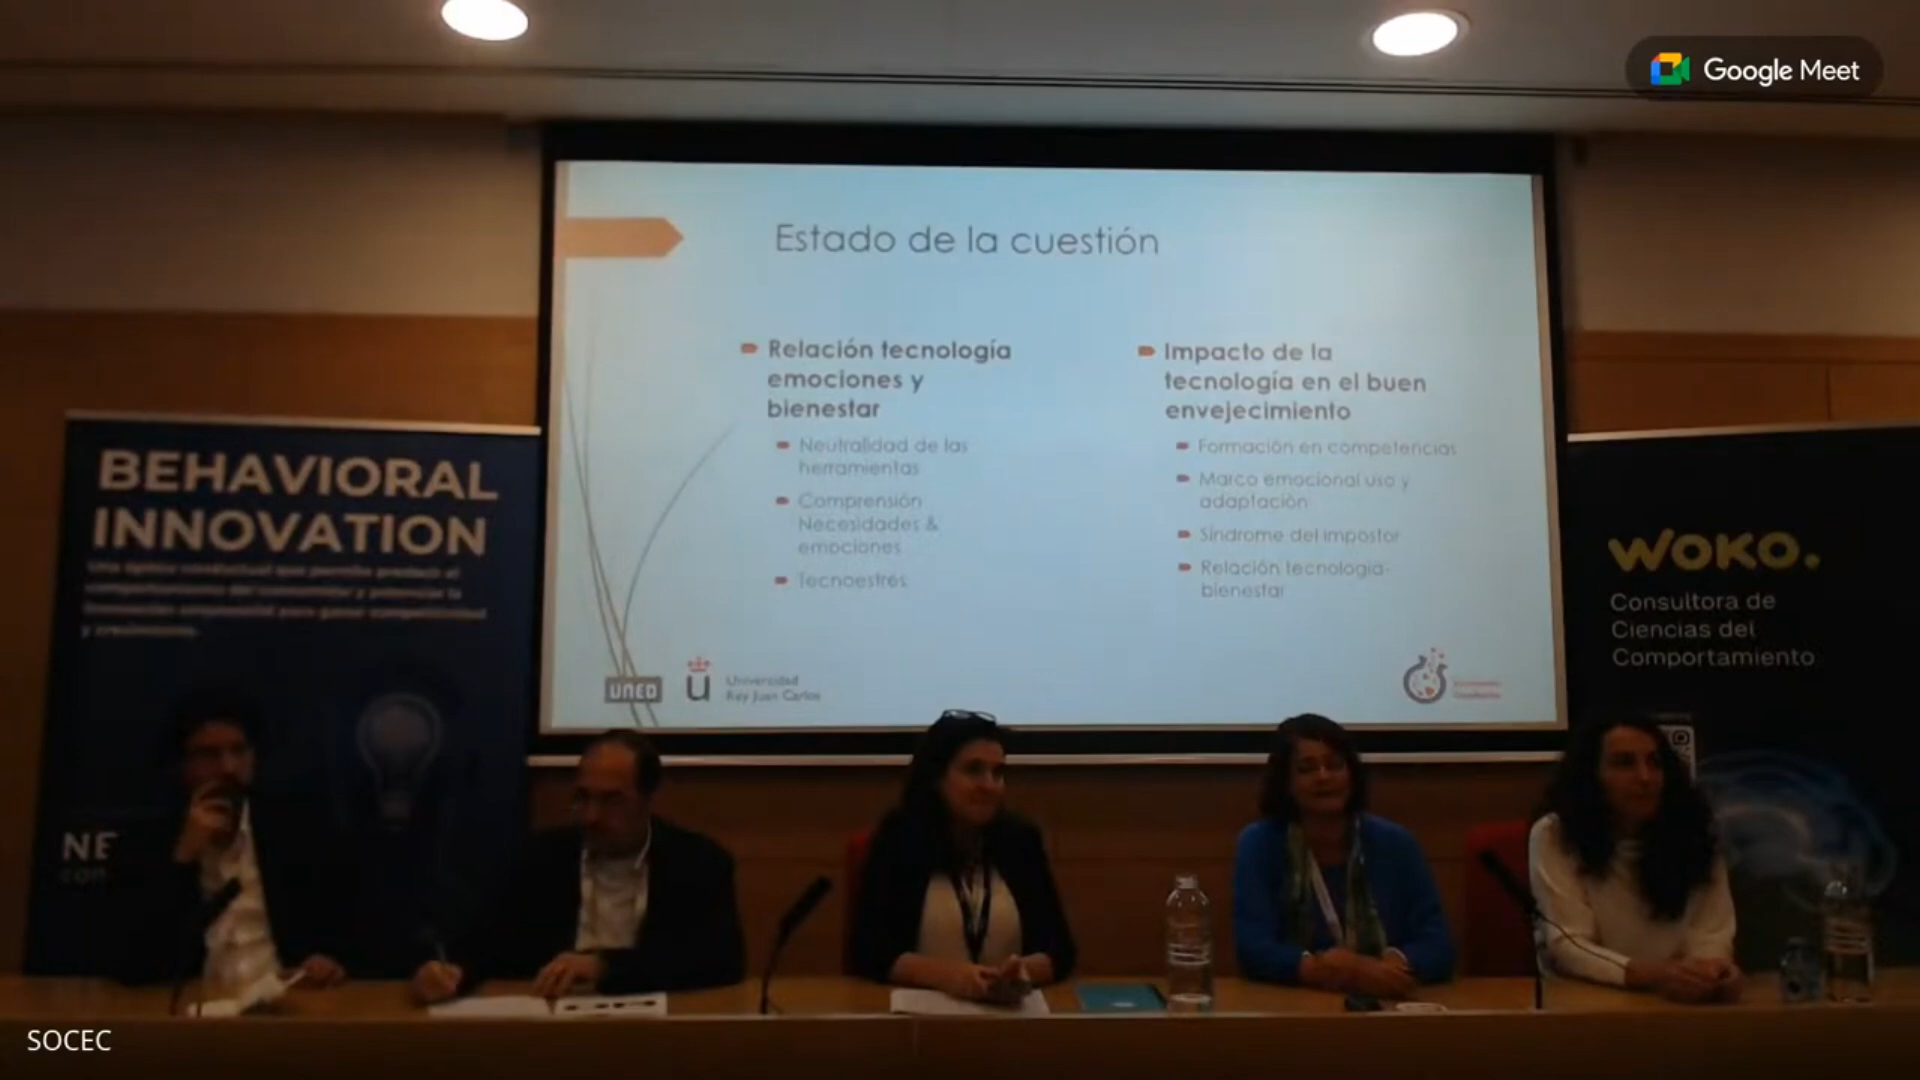 Google Meet
Estado de la cuestión
Relación tecnología
emociones y
bienestar
Neutralidad de las
herramientas
Comprensión
Necesidades &
emociones
Tecnoestrés
Impacto de la
tecnología en el buen
envejecimiento
Formación en competencias
Marco emocional uso y
adaptación
Síndrome del impostor
Relación tecnología-
bienestar
UNED
U
Universidad
Rey Juan Carlos
BEHAVIORAL
INNOVATION
NE
con
WOKO.
Consultora de
Ciencias del
Comportamiento
SOCEC